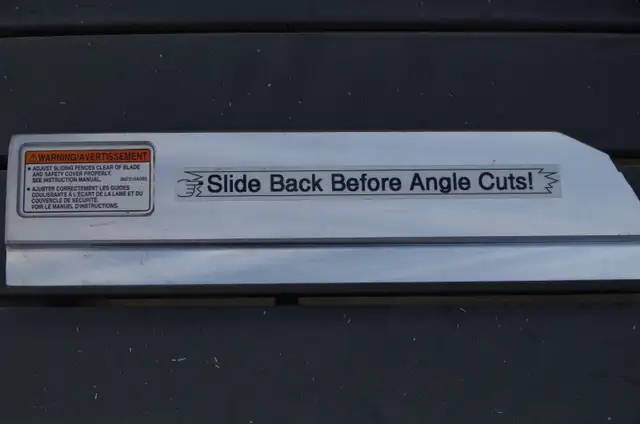 WARNING/AVERTISSEMENT
• ADJUST SLIDING FENCES CLEAR OF BLADE
AND SAFETY COVER PROPERLY.
SEE INSTRUCTION MANUAL.
• AJUSTER CORRECTEMENT LES GUIDES
COULISSANTS À L'ÉCART DE LA LAME ET DU
COUVERCLE DE SÉCURITÉ.
VOIR LE MANUEL D'INSTRUCTIONS.
Slide Back Before Angle Cuts!